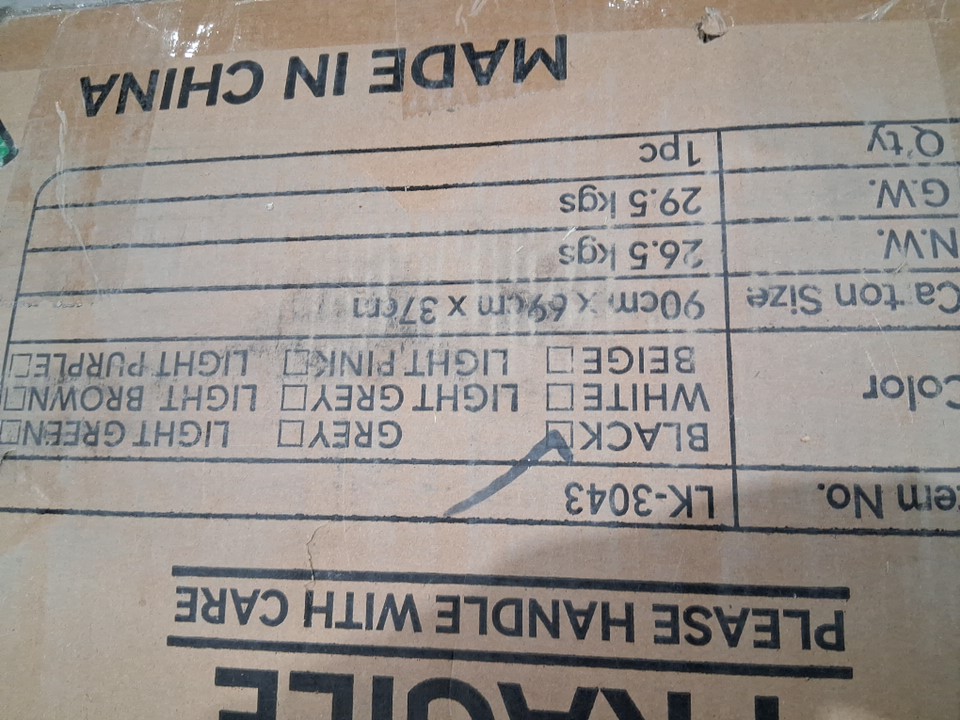 FRAGILE
PLEASE HANDLE WITH CARE
Item No. LK-3043
Color BLACK☑ GREY☐ LIGHT GREEN☐
WHITE☐ LIGHT GREY☐ LIGHT BROWN☐
BEIGE☐ LIGHT PINK☐ LIGHT PURPLE☐
Ca ton Size 90cm x 69cm x 37cm
N.W. 26.5 kgs
G.W. 29.5 kgs
Q'ty 1pc
MADE IN CHINA